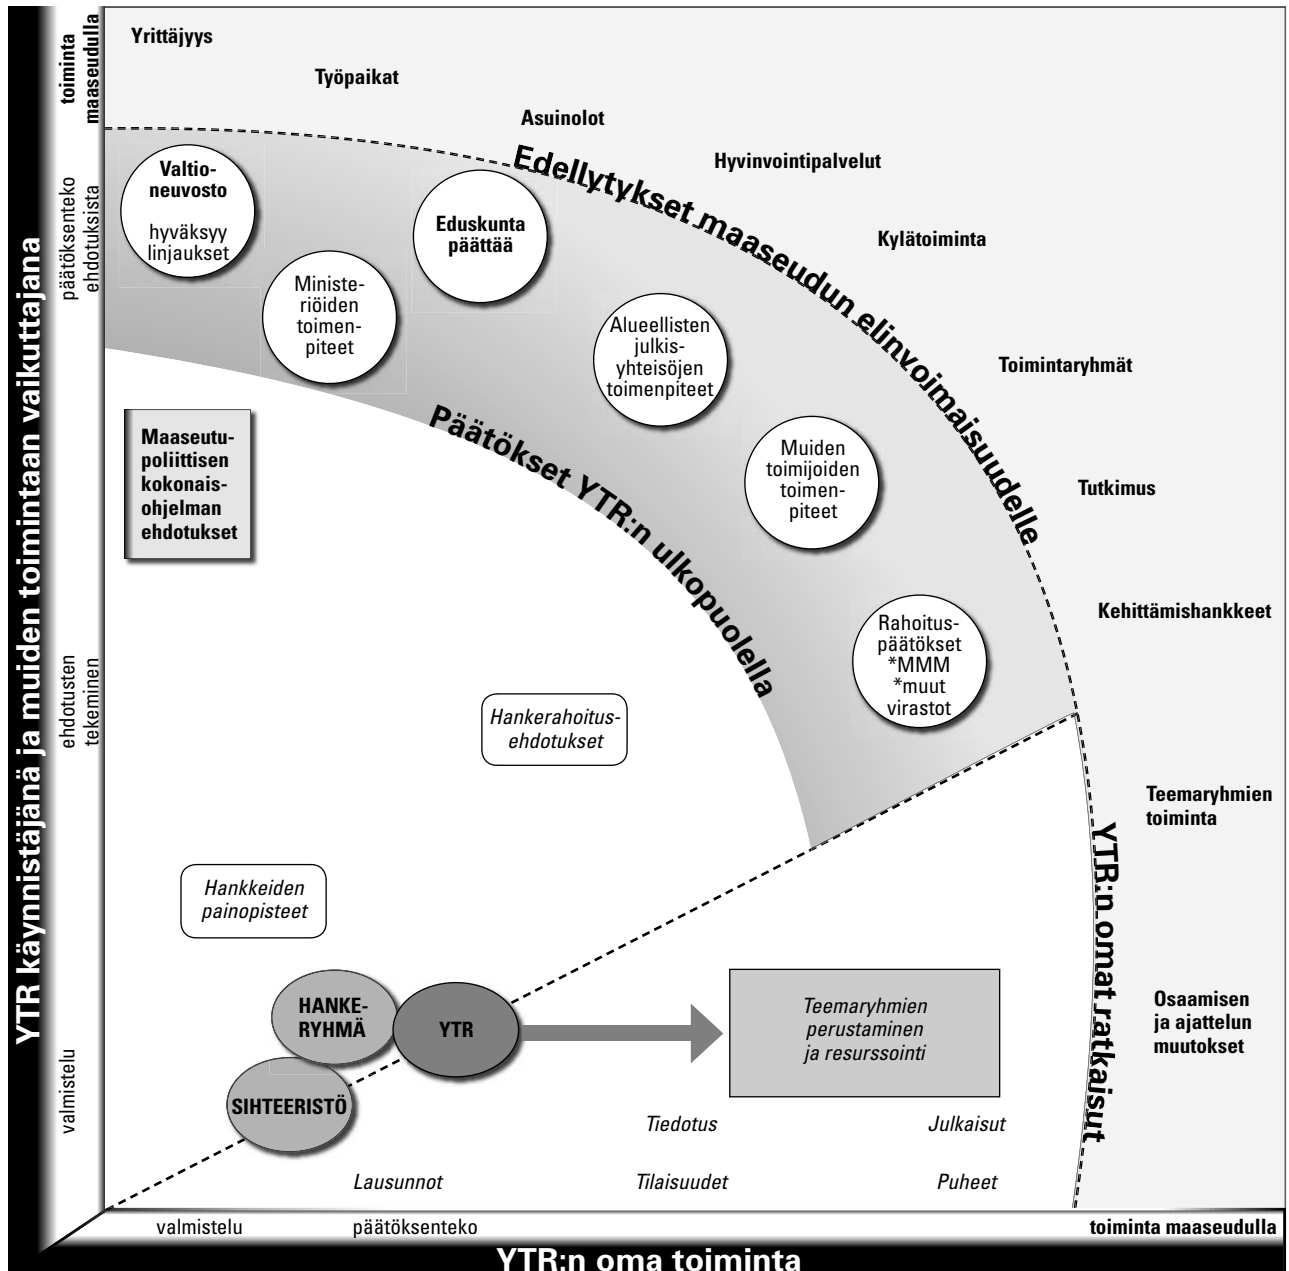 toiminta
maaseudulla
Yrittäjyys
Työpaikat
Asuinolot
Hyvinvointipalvelut
Kylätoiminta
Toimintaryhmät
Tutkimus
Kehittämishankkeet
Teemaryhmien
toiminta
Osaamisen
ja ajattelun
muutokset
Edellytykset maaseudun elinvoimaisuudelle
päätöksenteko
ehdotuksista
Valtio-
neuvosto
hyväksyy
linjaukset
Ministe-
riöiden
toimen-
piteet
Eduskunta
päättää
Alueellisten
julkis-
yhteisöjen
toimenpiteet
Muiden
toimijoiden
toimen-
piteet
Rahoitus-
päätökset
*MMM
*muut
virastot
Päätökset YTR:n ulkopuolella
YTR käynnistäjänä ja muiden toimintaan vaikuttajana
Maaseutu-
poliittisen
kokonais-
ohjelman
ehdotukset
ehdotusten
tekeminen
Hankerahoitus-
ehdotukset
Hankkeiden
painopisteet
YTR:n omat ratkaisut
valmistelu
HANKE-
RYHMÄ
YTR
SIHTEERISTÖ
Teemaryhmien
perustaminen
ja resurssointi
Tiedotus
Julkaisut
Lausunnot
Tilaisuudet
Puheet
valmistelu
päätöksenteko
toiminta maaseudulla
YTR:n oma toiminta